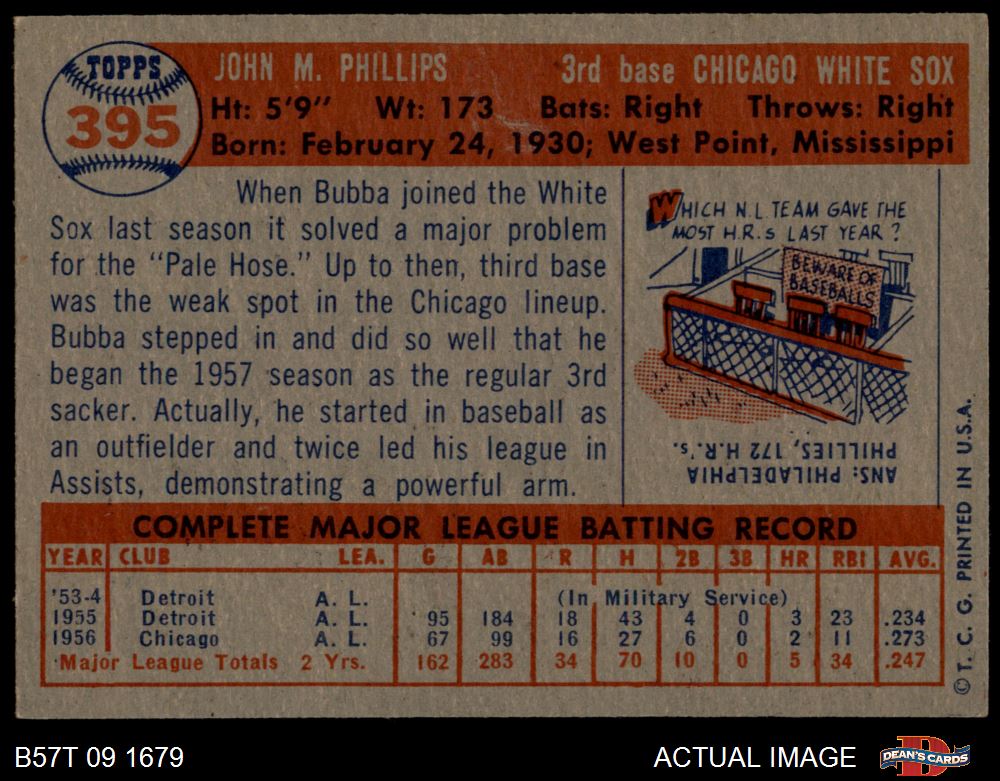 TOPPS
395
JOHN M. PHILLIPS 3rd base CHICAGO WHITE SOX
Ht: 5'9" Wt: 173 Bats: Right Throws: Right
Born: February 24, 1930; West Point, Mississippi
When Bubba joined the White
Sox last season it solved a major problem
for the "Pale Hose." Up to then, third base
was the weak spot in the Chicago lineup.
Bubba stepped in and did so well that he
began the 1957 season as the regular 3rd
sacker. Actually, he started in baseball as
an outfielder and twice led his league in
Assists, demonstrating a powerful arm.
WHICH N.L. TEAM GAVE THE
MOST H.R.s LAST YEAR?
BEWARE OF
BASEBALLS
ANS: PHILADELPHIA
PHILLIES, 172 H.R.'s.
COMPLETE MAJOR LEAGUE BATTING RECORD
YEAR CLUB LEA. G AB R H 2B 3B HR RBI AVG.
'53-4 Detroit A. L. (In Military Service)
1955 Detroit A. L. 95 184 18 43 4 0 3 23 .234
1956 Chicago A. L. 67 99 16 27 6 0 2 11 .273
Major League Totals 2 Yrs. 162 283 34 70 10 0 5 34 .247
© T. C. G. PRINTED IN U.S.A.
B57T 09 1679 ACTUAL IMAGE
DEAN'S CARDS